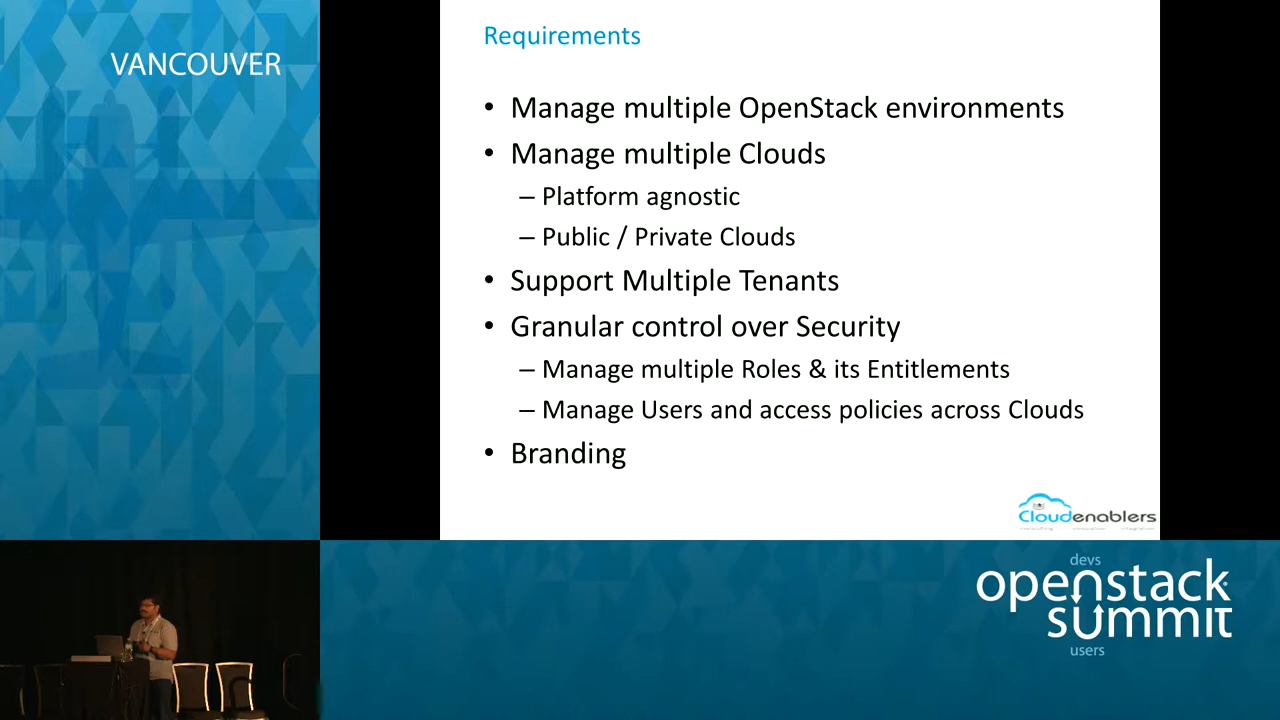 VANCOUVER
Requirements
• Manage multiple OpenStack environments
• Manage multiple Clouds
– Platform agnostic
– Public / Private Clouds
• Support Multiple Tenants
• Granular control over Security
– Manage multiple Roles & its Entitlements
– Manage Users and access policies across Clouds
• Branding
Cloudenablers
devs
openstack
summit
users